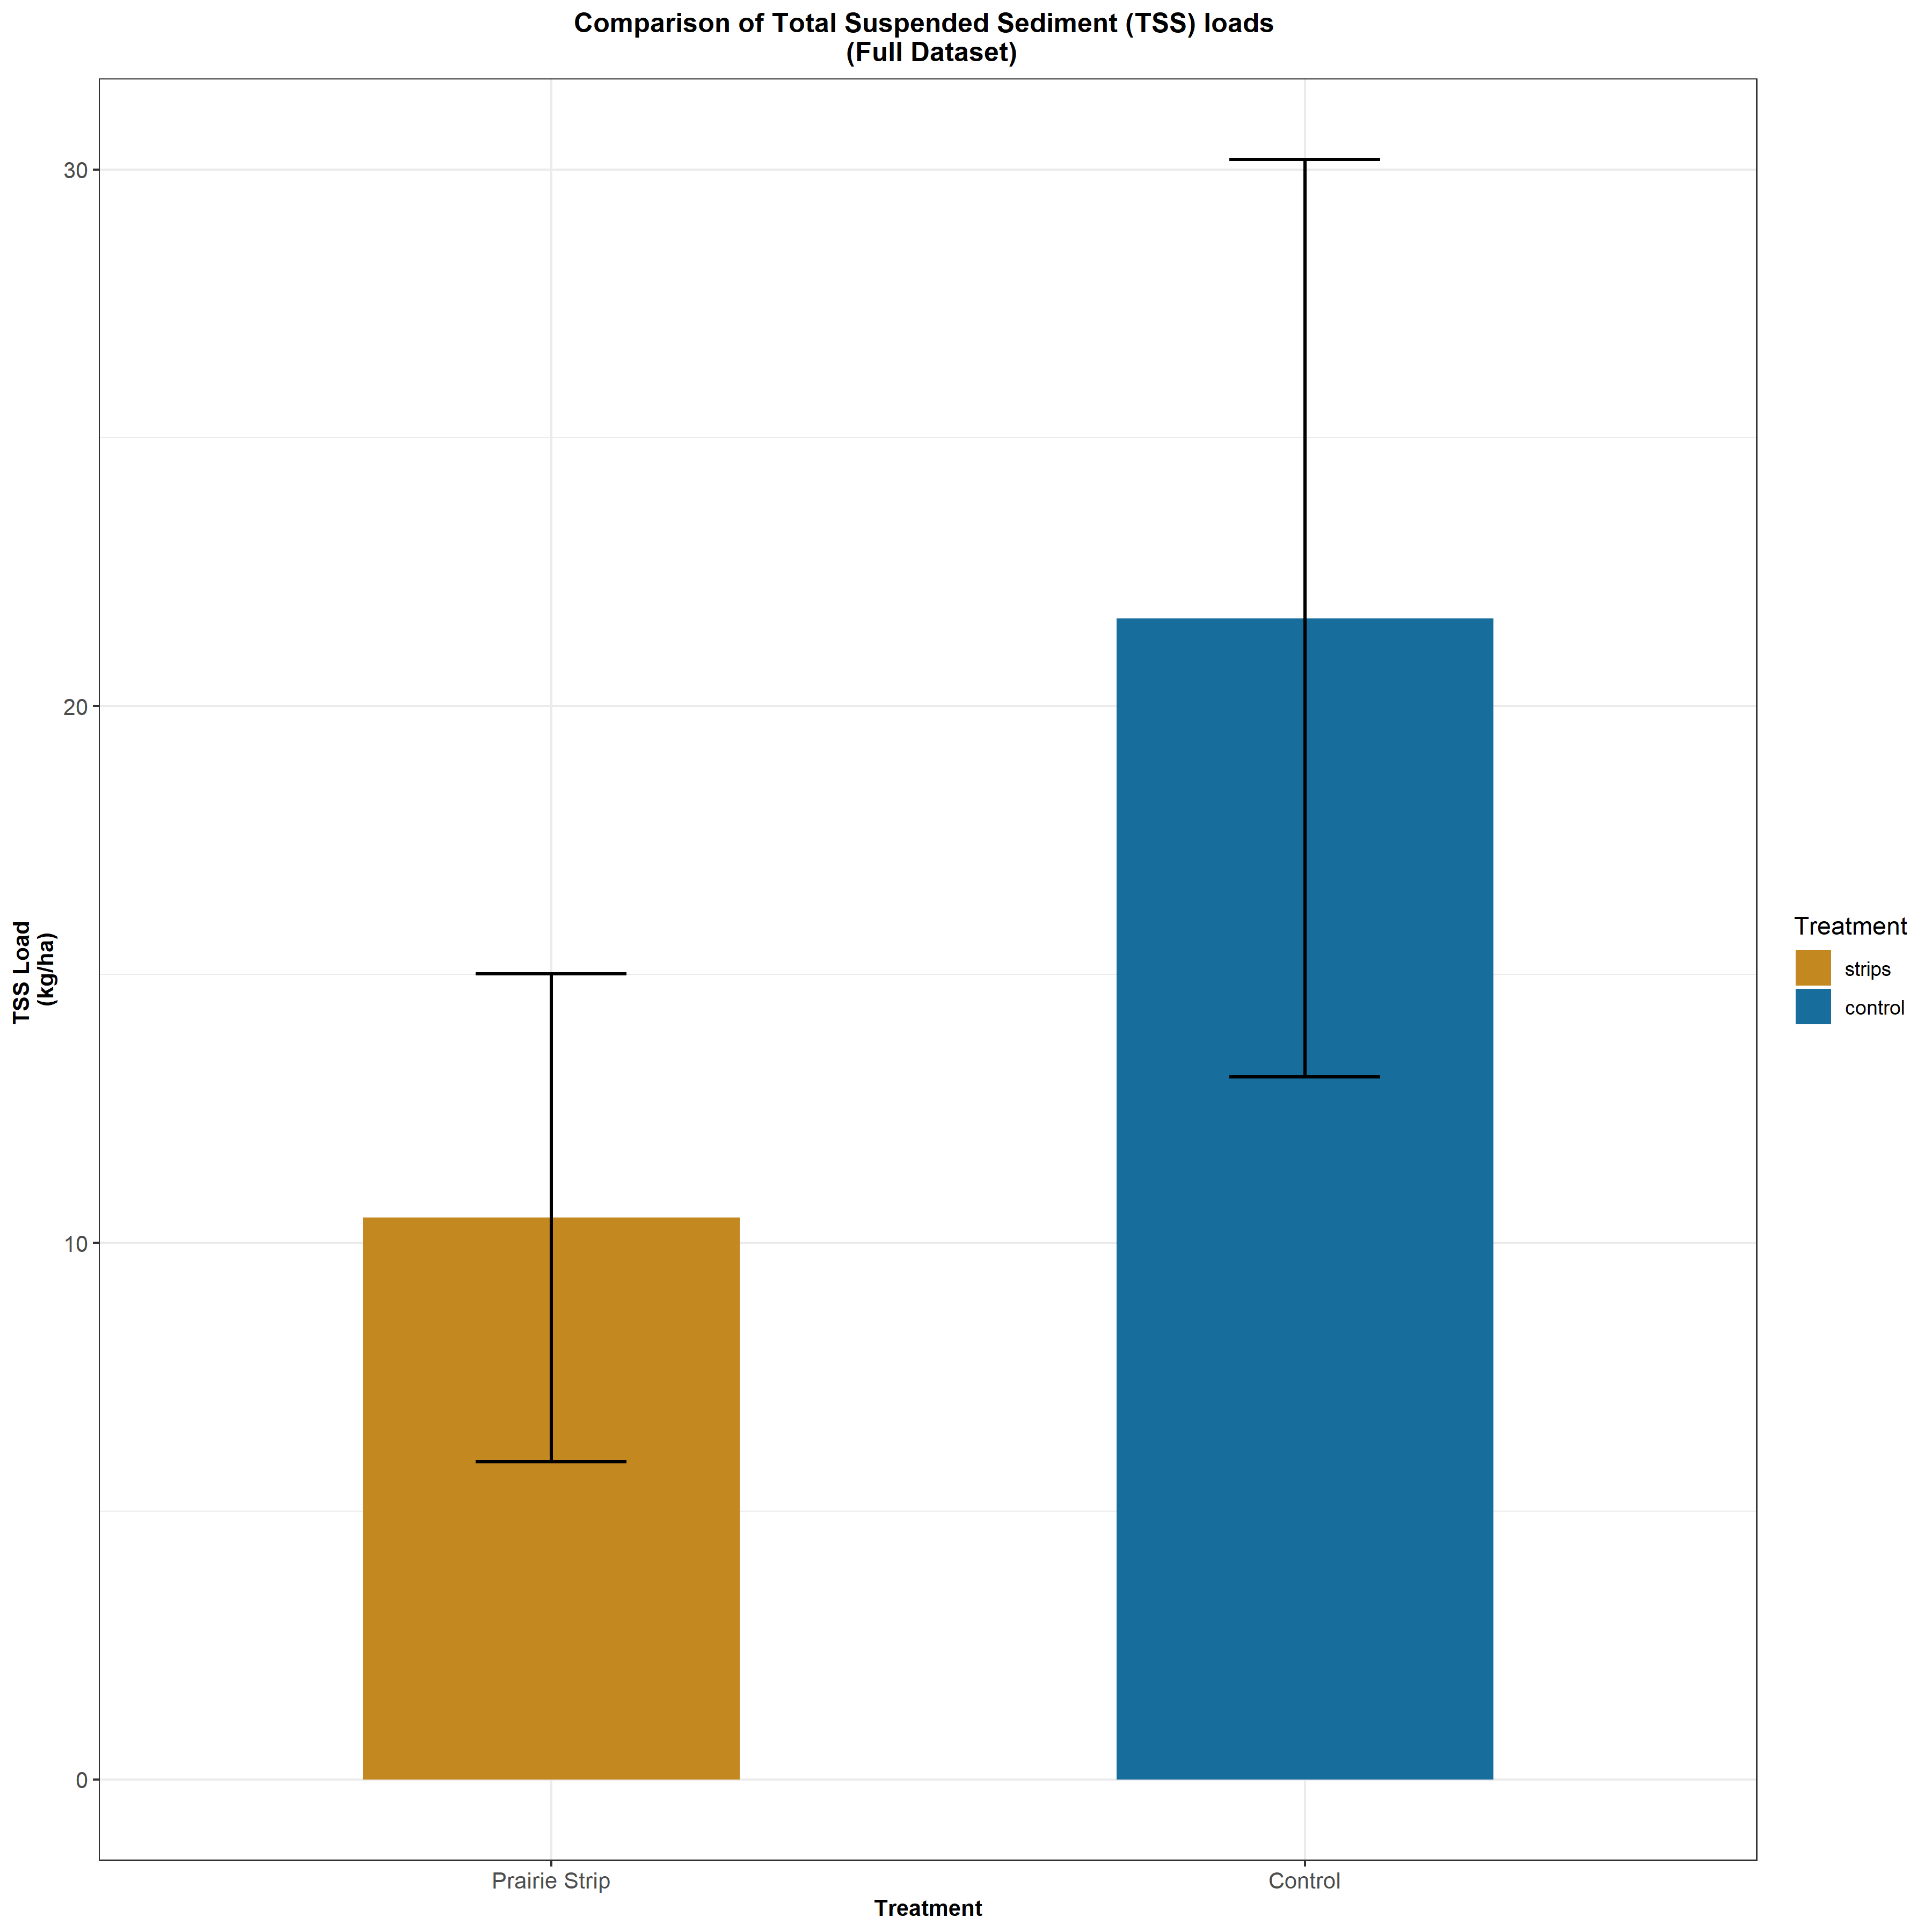 Comparison of Total Suspended Sediment (TSS) loads
(Full Dataset)
TSS Load
(kg/ha)
30
20
10
0
Prairie Strip
Control
Treatment
Treatment
strips
control